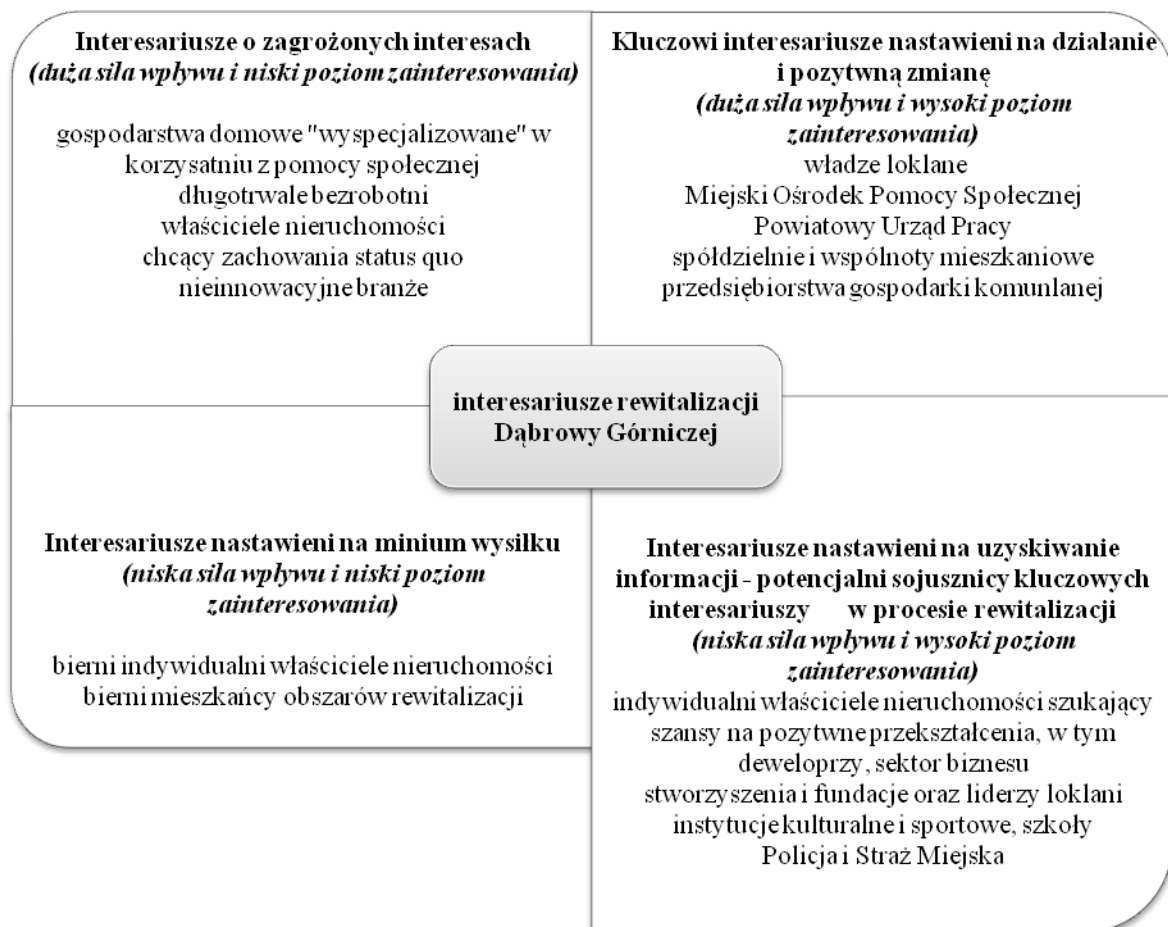 Interesariusze o zagrożonych interesach
(duża siła wpływu i niski poziom zainteresowania)
gospodarstwa domowe "wyspecjalizowane" w
korzysatniu z pomocy społecznej
długotrwale bezrobotni
właściciele nieruchomości
chcący zachowania status quo
nieinnowacyjne branże
Kluczowi interesariusze nastawieni na działanie
i pozytwną zmianę
(duża siła wpływu i wysoki poziom
zainteresowania)
władze loklane
Miejski Ośrodek Pomocy Społecznej
Powiatowy Urząd Pracy
spółdzielnie i wspólnoty mieszkaniowe
przedsiębiorstwa gospodarki komunlanej
interesariusze rewitalizacji
Dąbrowy Górniczej
Interesariusze nastawieni na minium wysiłku
(niska siła wpływu i niski poziom
zainteresowania)
bierni indywidualni właściciele nieruchomości
bierni mieszkańcy obszarów rewitalizacji
Interesariusze nastawieni na uzyskiwanie
informacji - potencjalni sojusznicy kluczowych
interesariuszy w procesie rewitalizacji
(niska siła wpływu i wysoki poziom
zainteresowania)
indywidualni właściciele nieruchomości szukający
szansy na pozytwne przekształcenia, w tym
deweloprzy, sektor biznesu
stworzyszenia i fundacje oraz liderzy loklani
instytucje kulturalne i sportowe, szkoły
Policja i Straż Miejska